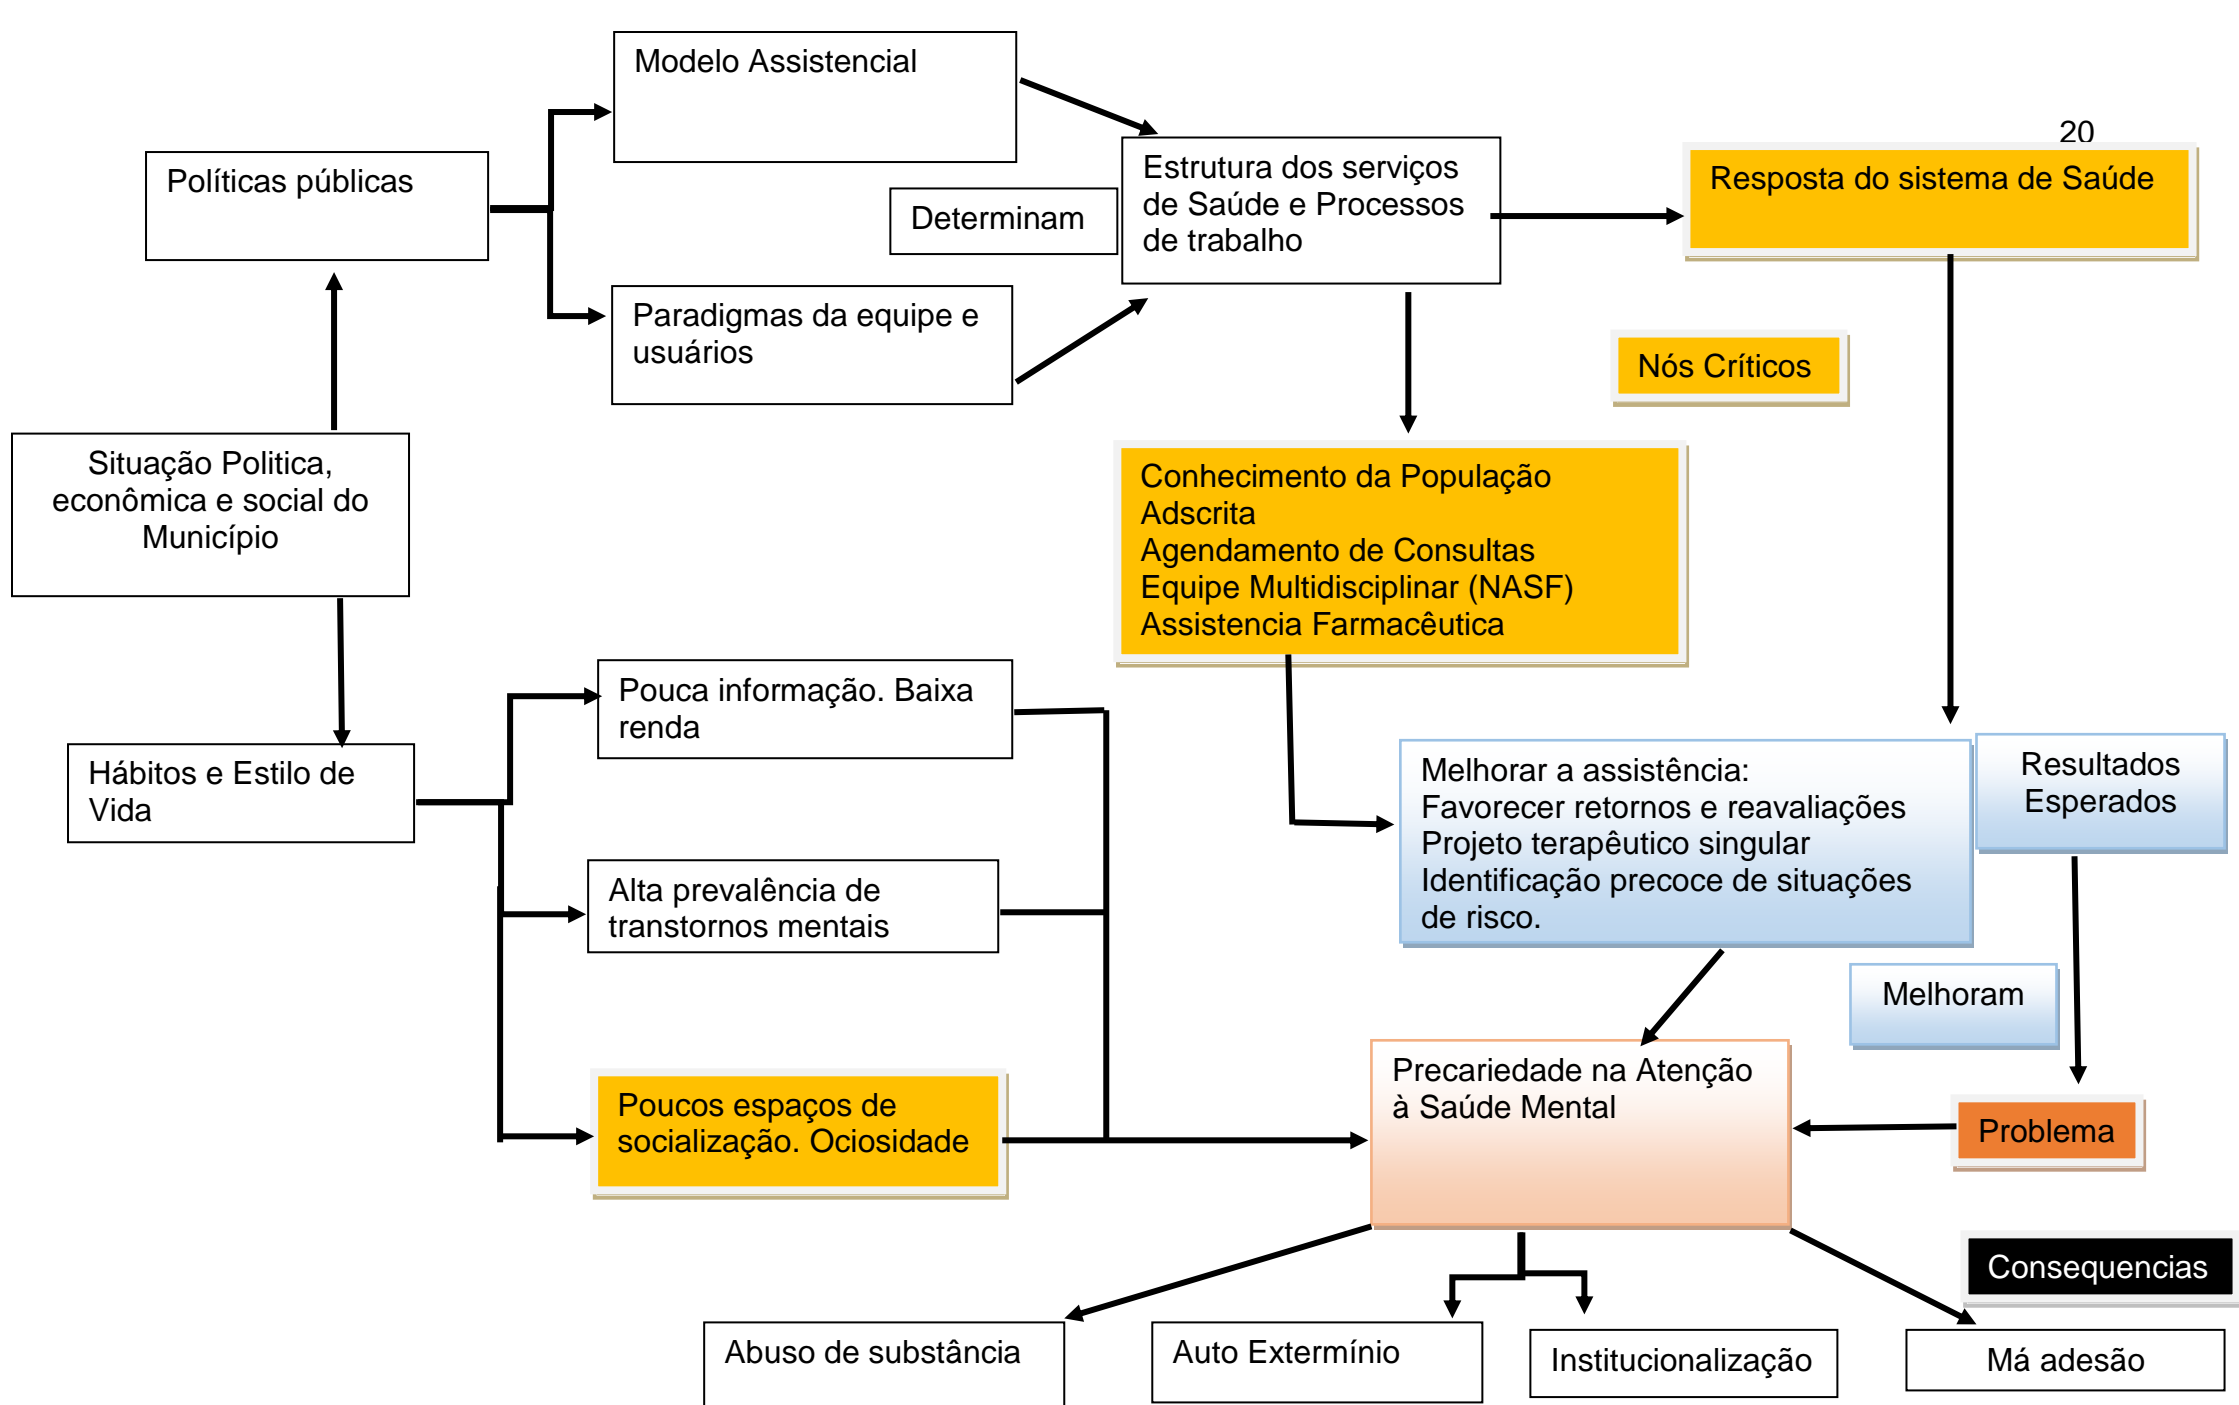 Modelo Assistencial
20
Políticas públicas
Estrutura dos serviços
de Saúde e Processos
de trabalho
Resposta do sistema de Saúde
Determinam
Paradigmas da equipe e
usuários
Nós Críticos
Situação Politica,
econômica e social do
Município
Conhecimento da População
Adscrita
Agendamento de Consultas
Equipe Multidisciplinar (NASF)
Assistencia Farmacêutica
Pouca informação. Baixa
renda
Hábitos e Estilo de
Vida
Melhorar a assistência:
Favorecer retornos e reavaliações
Projeto terapêutico singular
Identificação precoce de situações
de risco.
Resultados
Esperados
Alta prevalência de
transtornos mentais
Melhoram
Precariedade na Atenção
à Saúde Mental
Poucos espaços de
socialização. Ociosidade
Problema
Consequencias
Abuso de substância
Auto Extermínio
Institucionalização
Má adesão